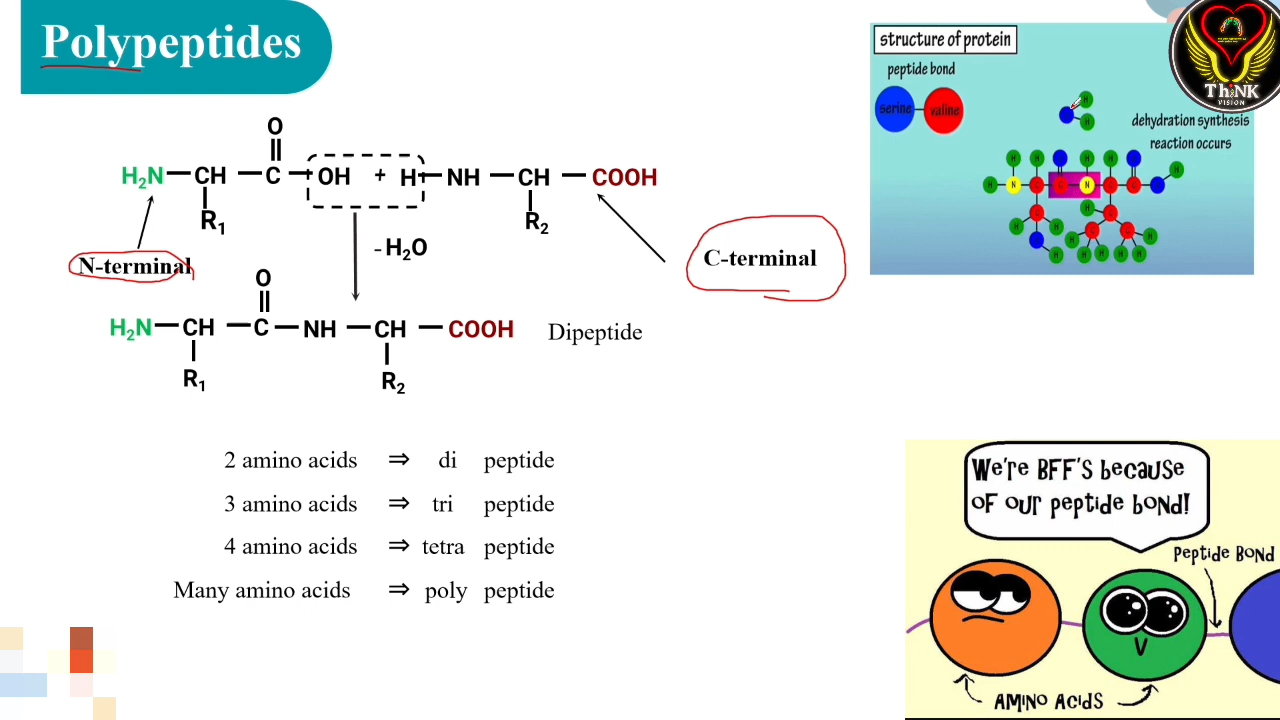 Polypeptides
O
H₂N CH C OH + H NH CH COOH
R₁ R₂
-H₂O
N-terminal
C-terminal
O
H₂N CH C NH CH COOH Dipeptide
R₁ R₂
2 amino acids ⇒ di peptide
3 amino acids ⇒ tri peptide
4 amino acids ⇒ tetra peptide
Many amino acids ⇒ poly peptide
structure of protein
peptide bond
serine valine
dehydration synthesis
reaction occurs
ThiNK
VISION
We're BFF's because
of our peptide bond!
Peptide Bond
AMINO ACIDS